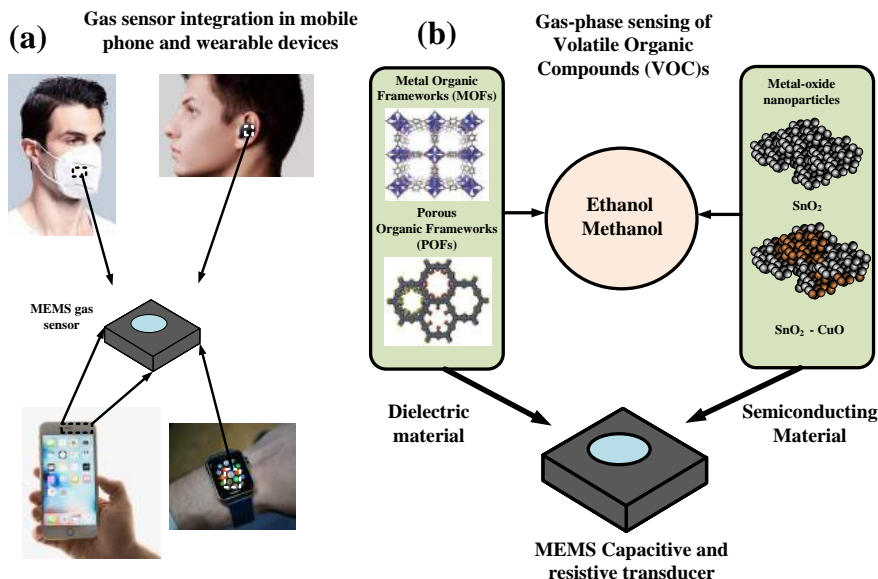 (a)
Gas sensor integration in mobile
phone and wearable devices
MEMS gas
sensor
(b)
Gas-phase sensing of
Volatile Organic
Compounds (VOC)s
Metal Organic
Frameworks (MOFs)
Porous
Organic Frameworks
(POFs)
Ethanol
Methanol
Metal-oxide
nanoparticles
SnO₂
SnO₂ - CuO
Dielectric
material
Semiconducting
Material
MEMS Capacitive and
resistive transducer